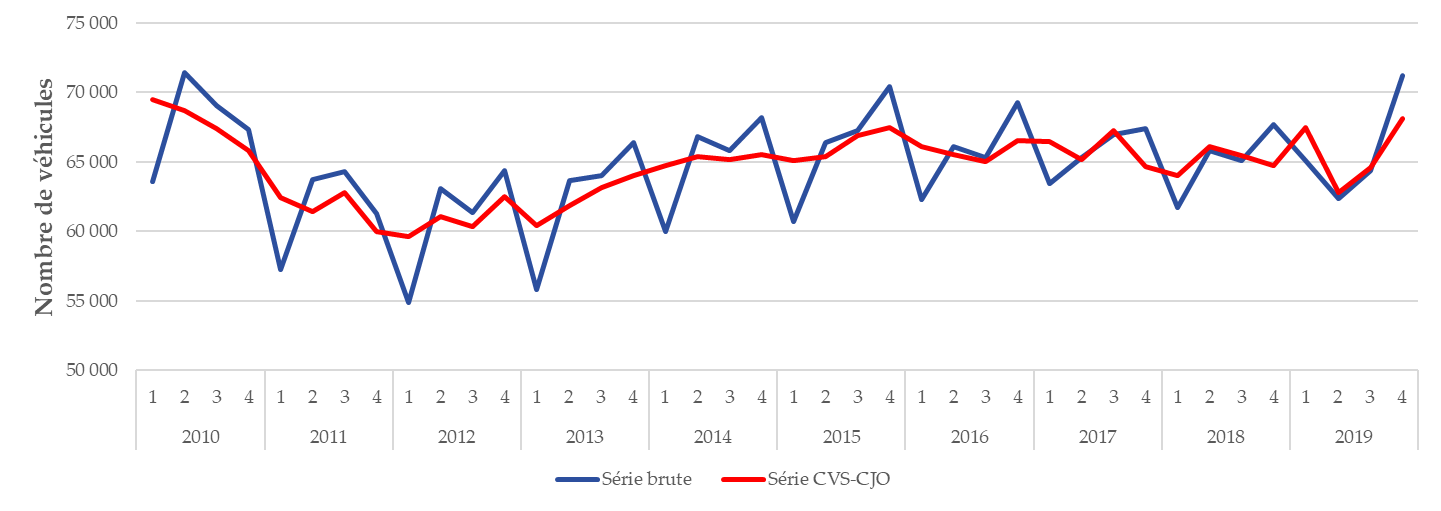 75 000
70 000
65 000
60 000
55 000
50 000
Nombre de véhicules
1 2 3 4 1 2 3 4 1 2 3 4 1 2 3 4 1 2 3 4 1 2 3 4 1 2 3 4 1 2 3 4 1 2 3 4 1 2 3 4
2010 2011 2012 2013 2014 2015 2016 2017 2018 2019
Série brute Série CVS-CJO